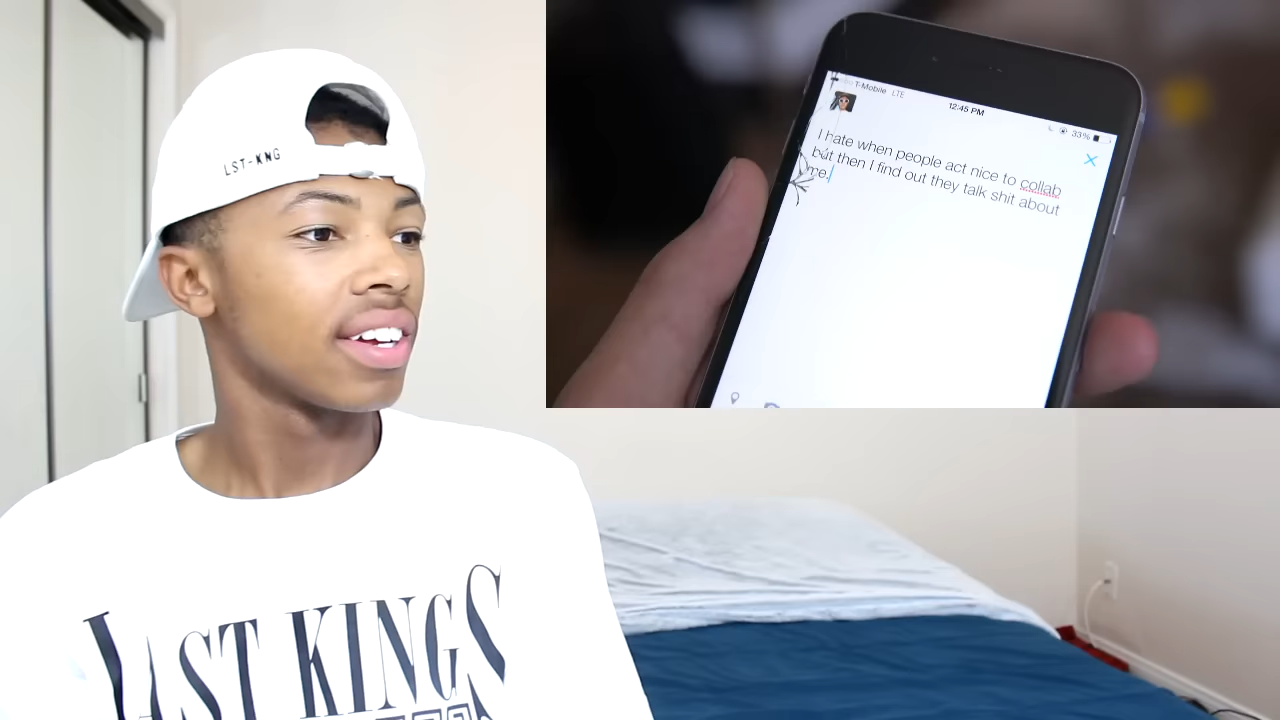 LST-KNG
T-Mobile LTE
12:45 PM
33%
I hate when people act nice to collab
but then I find out they talk shit about
me.
LAST KINGS